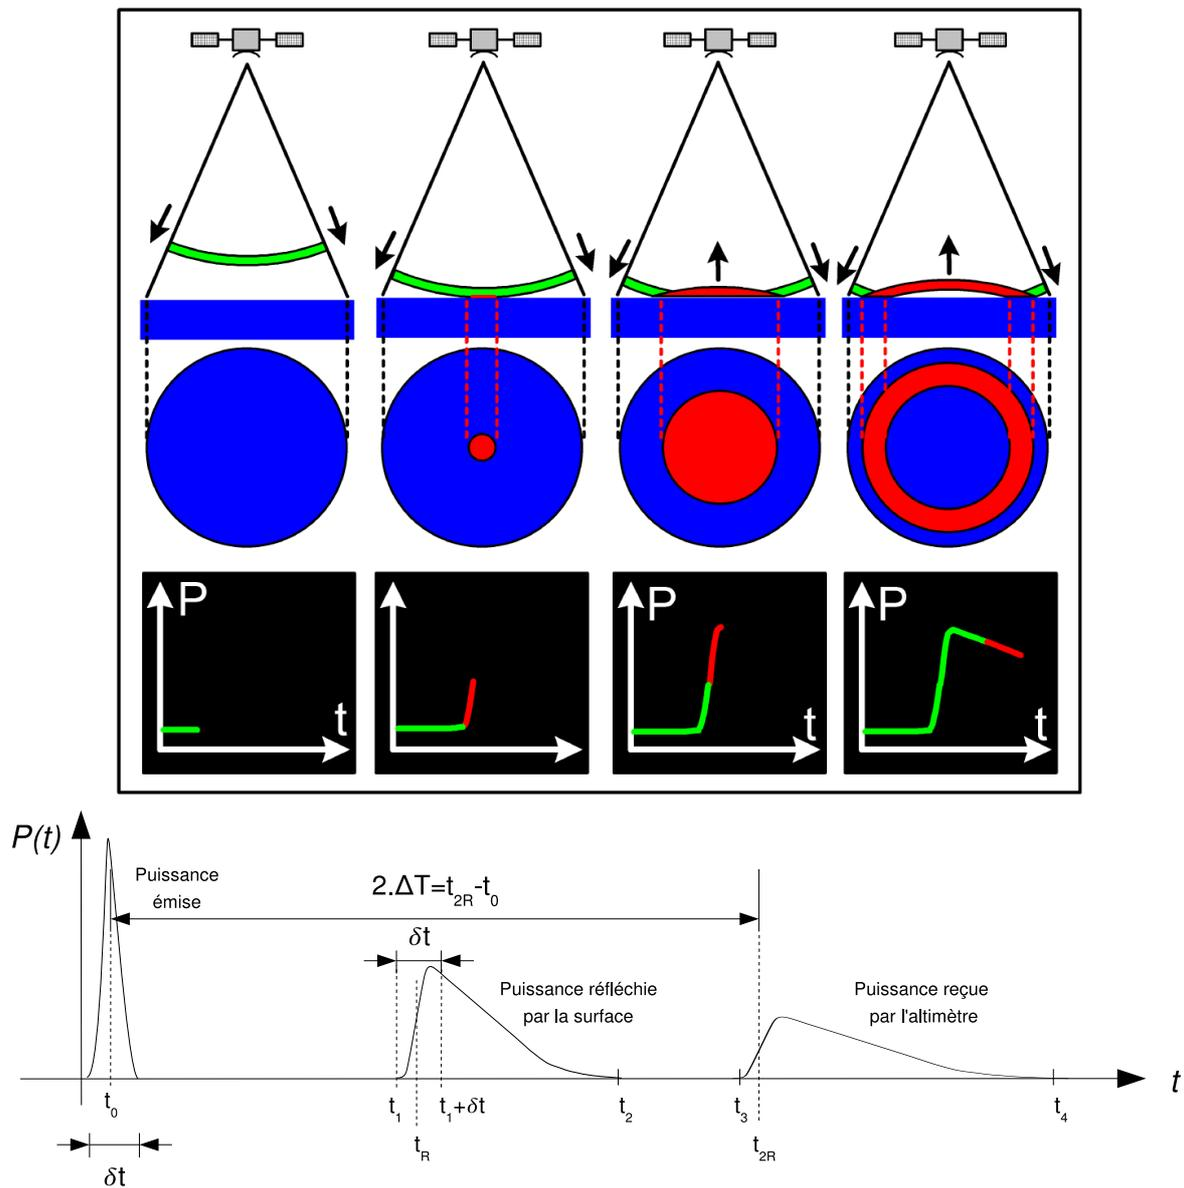 P
t
P
t
P
t
P(t)
Puissance
émise
2.ΔT=t2R-t0
δt
Puissance réfléchie
par la surface
Puissance reçue
par l'altimètre
t
t0
t1
t1+δt
t2
t3
t4
tR
t2R
δt